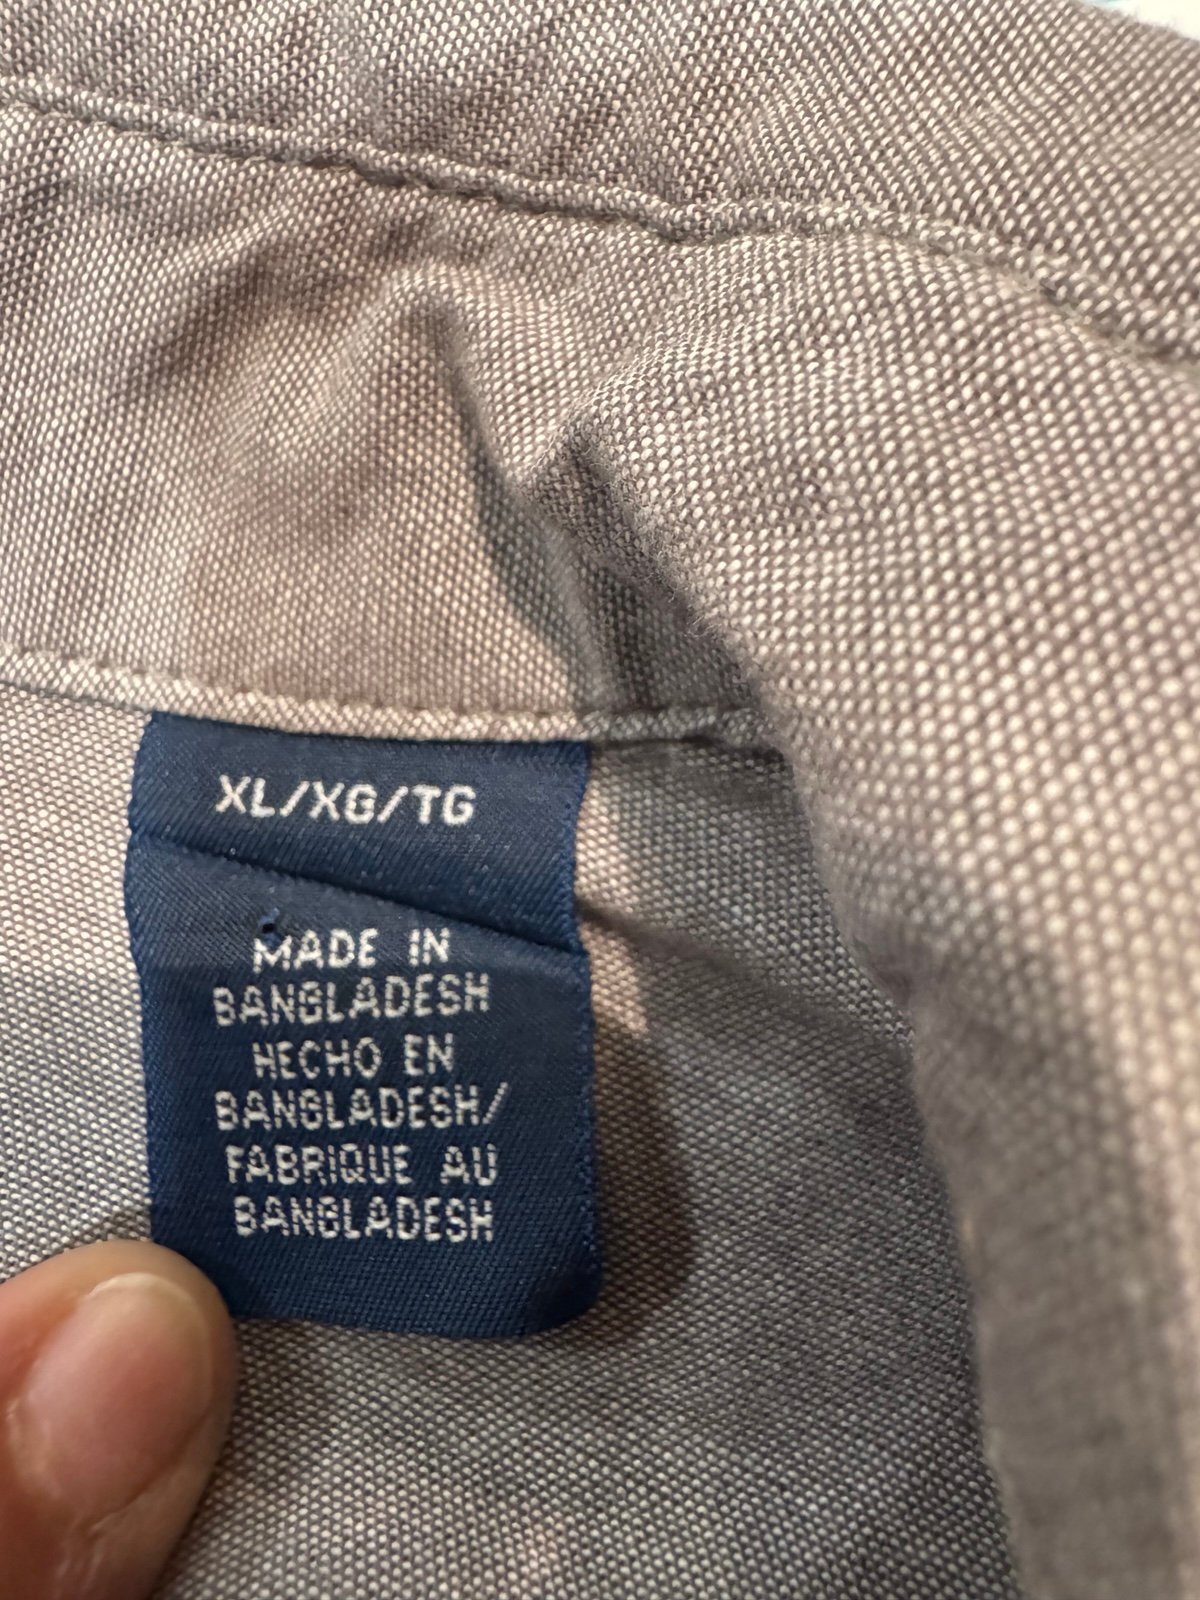 XL/XG/TG
MADE IN
BANGLADESH
HECHO EN
BANGLADESH/
FABRIQUE AU
BANGLADESH